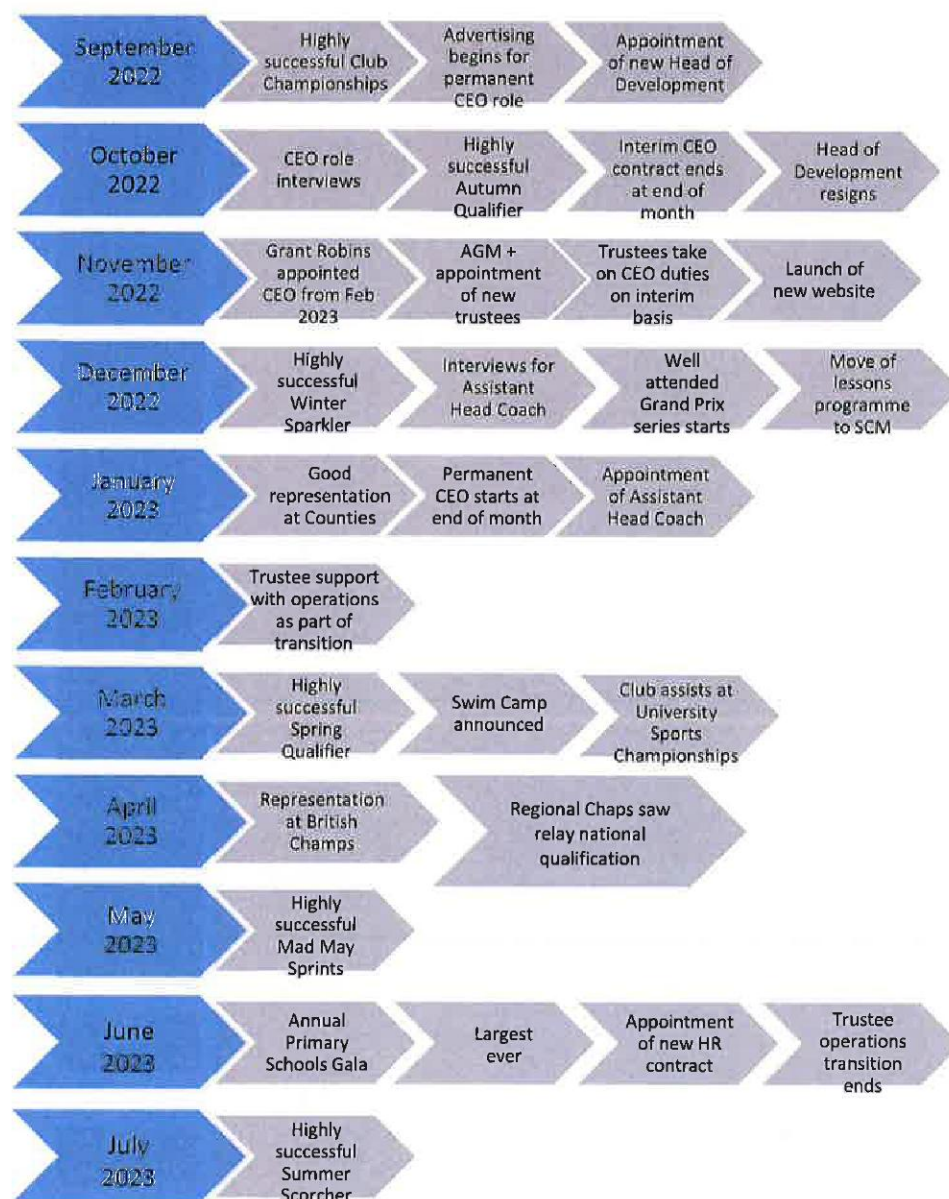 September
2022
Highly
successful Club
Championships
Advertising
begins for
permanent
CEO role
Appointment
of new Head of
Development
October
2022
CEO role
interviews
Highly
successful
Autumn
Qualifier
Interim CEO
contract ends
at end of
month
Head of
Development
resigns
November
2022
Grant Robins
appointed
CEO from Feb
2023
AGM +
appointment
of new
trustees
Trustees take
on CEO duties
on interim
basis
Launch of
new website
December
2022
Highly
successful
Winter
Sparkler
Interviews for
Assistant
Head Coach
Well
attended
Grand Prix
series starts
Move of
lessons
programme
to SCM
January
2023
Good
representation
at Counties
Permanent
CEO starts at
end of month
Appointment
of Assistant
Head Coach
February
2023
Trustee support
with operations
as part of
transition
March
2023
Highly
successful
Spring
Qualifier
Swim Camp
announced
Club assists at
University
Sports
Championships
April
2023
Representation
at British
Champs
Regional Chaps saw
relay national
qualification
May
2023
Highly
successful
Mad May
Sprints
June
2023
Annual
Primary
Schools Gala
Largest
ever
Appointment
of new HR
contract
Trustee
operations
transition
ends
July
2023
Highly
successful
Summer
Scorcher